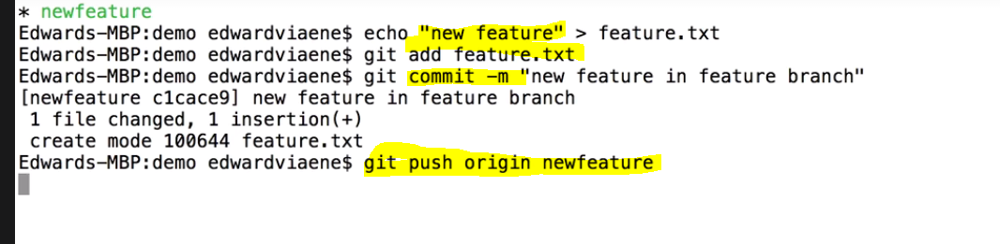 * newfeature
Edwards-MBP:demo edwardviaene$ echo "new feature" > feature.txt
Edwards-MBP:demo edwardviaene$ git add feature.txt
Edwards-MBP:demo edwardviaene$ git commit -m "new feature in feature branch"
[newfeature c1cace9] new feature in feature branch
 1 file changed, 1 insertion(+)
 create mode 100644 feature.txt
Edwards-MBP:demo edwardviaene$ git push origin newfeature